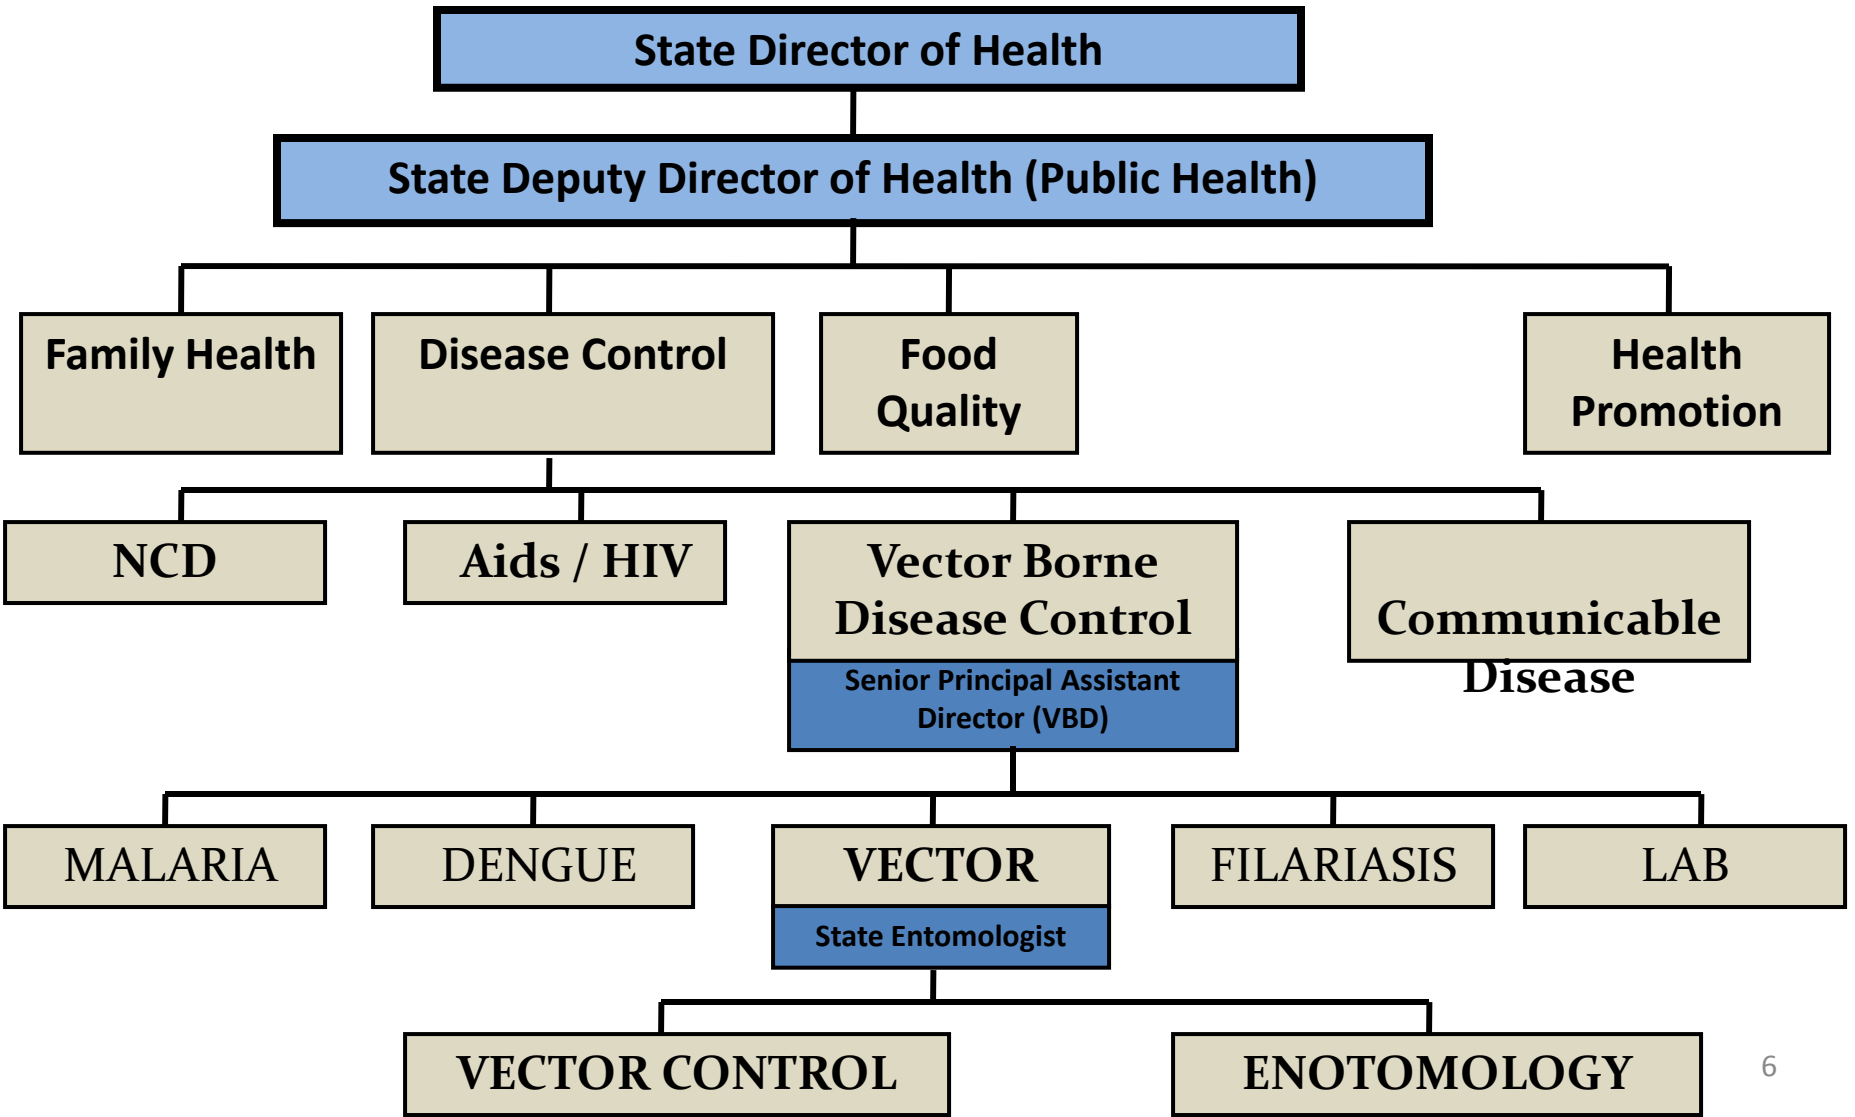 State Director of Health
State Deputy Director of Health (Public Health)
Family Health
Disease Control
Food
Quality
Health
Promotion
NCD
Aids / HIV
Vector Borne
Disease Control
Senior Principal Assistant
Director (VBD)
Communicable
Disease
MALARIA
DENGUE
VECTOR
State Entomologist
FILARIASIS
LAB
VECTOR CONTROL
ENOTOMOLOGY
6